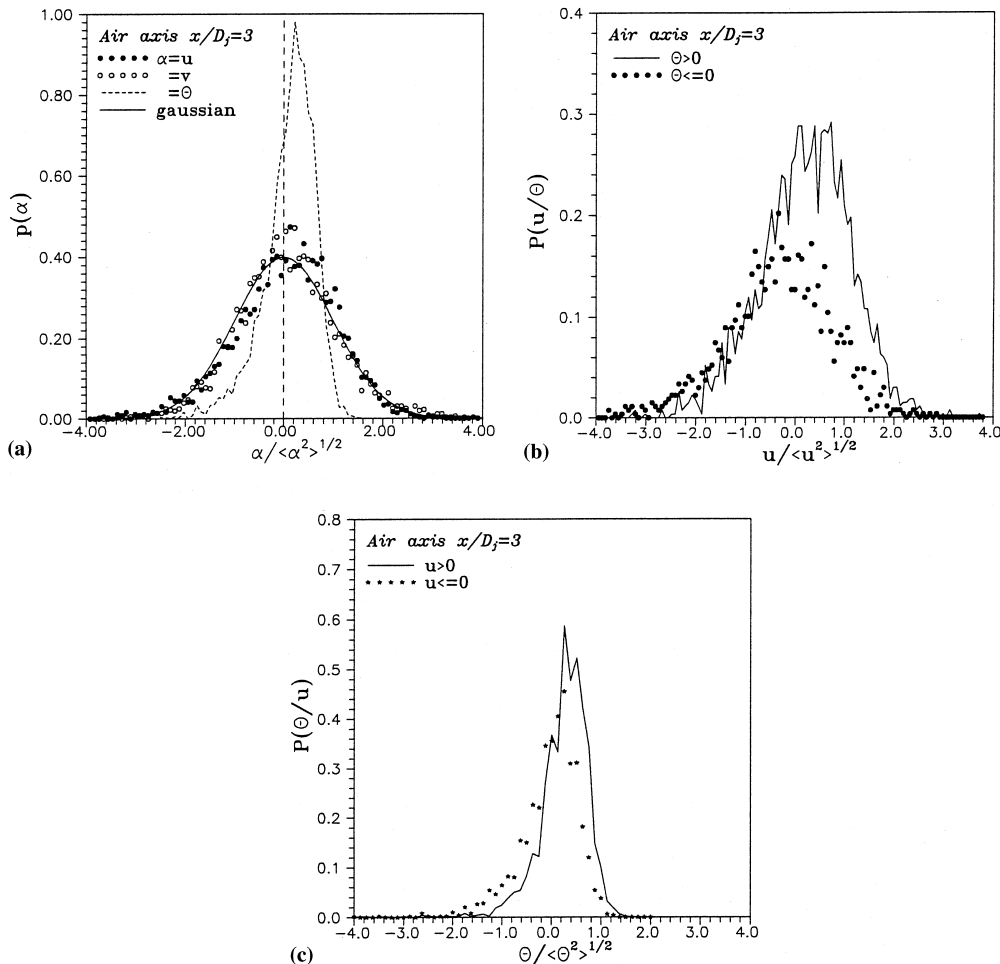 1.00
0.80
0.60
0.40
0.20
0.00
p(α)
Air axis x/Dj=3
α=u
=v
=Θ
gaussian
-4.00
-2.00
0.00
2.00
4.00
α/<α²>^1/2
(a)
0.4
0.3
0.2
0.1
0.0
P(u/Θ)
Air axis x/Dj=3
Θ>0
Θ<=0
-4.0
-3.0
-2.0
-1.0
0.0
1.0
2.0
3.0
4.0
u/<u²>^1/2
(b)
0.8
0.7
0.6
0.5
0.4
0.3
0.2
0.1
0.0
P(Θ/u)
Air axis x/Dj=3
u>0
u<=0
-4.0
-3.0
-2.0
-1.0
0.0
1.0
2.0
3.0
4.0
Θ/<Θ²>^1/2
(c)